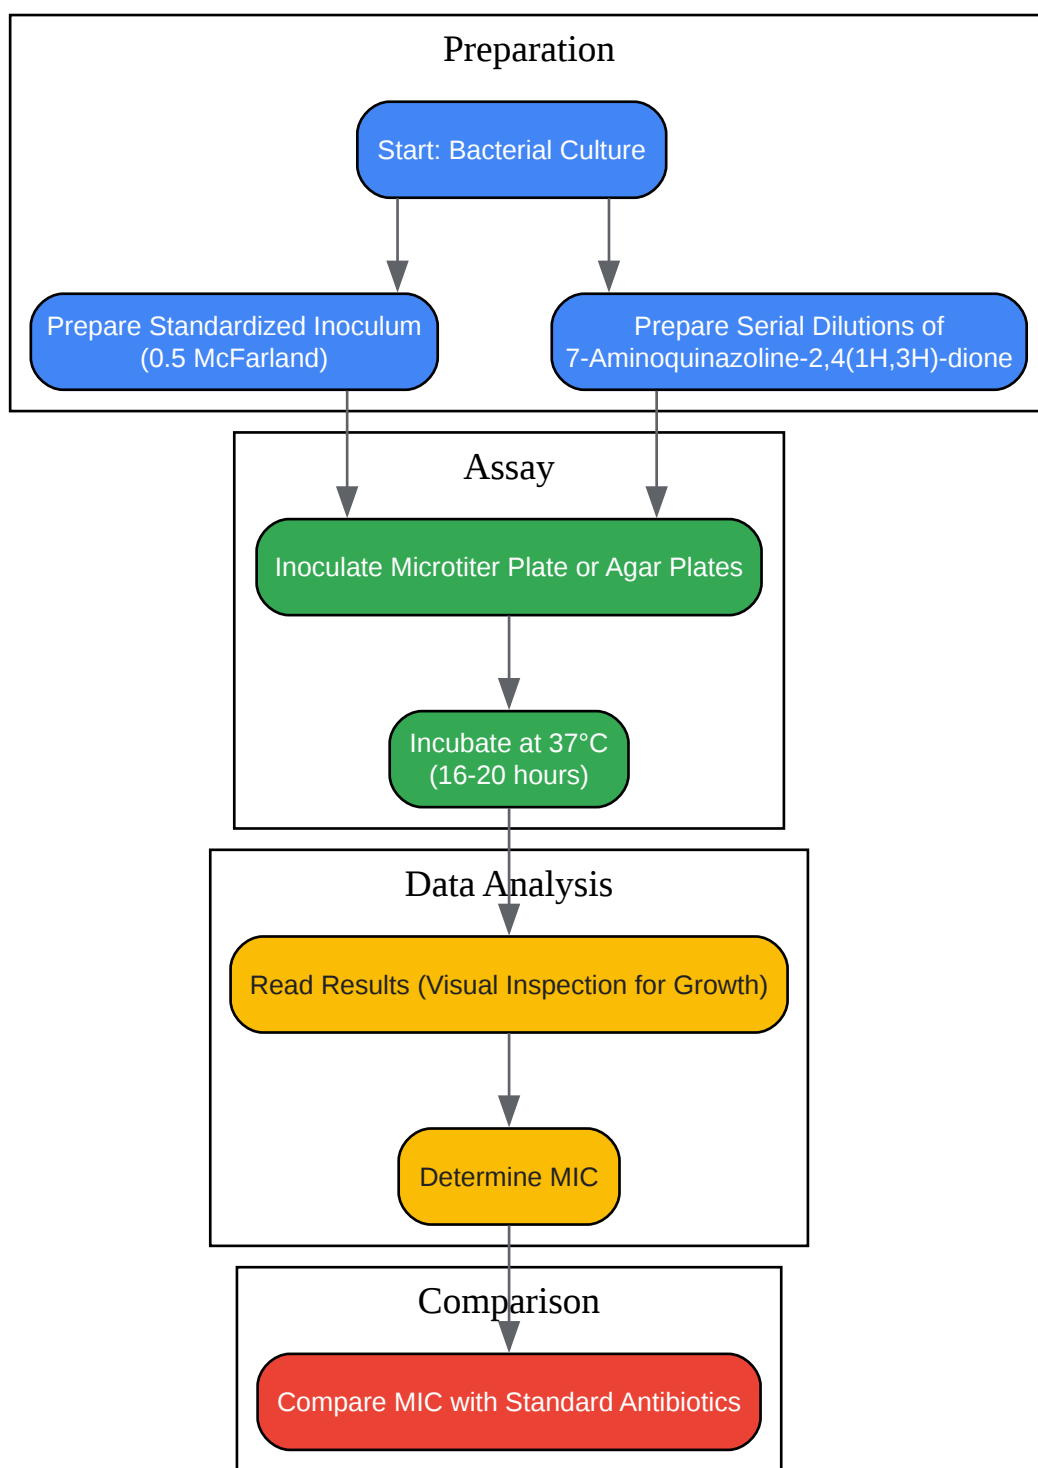 Preparation
Start: Bacterial Culture
Prepare Standardized Inoculum
(0.5 McFarland)
Prepare Serial Dilutions of
7-Aminoquinazoline-2,4(1H,3H)-dione
Assay
Inoculate Microtiter Plate or Agar Plates
Incubate at 37°C
(16-20 hours)
Data Analysis
Read Results (Visual Inspection for Growth)
Determine MIC
Comparison
Compare MIC with Standard Antibiotics